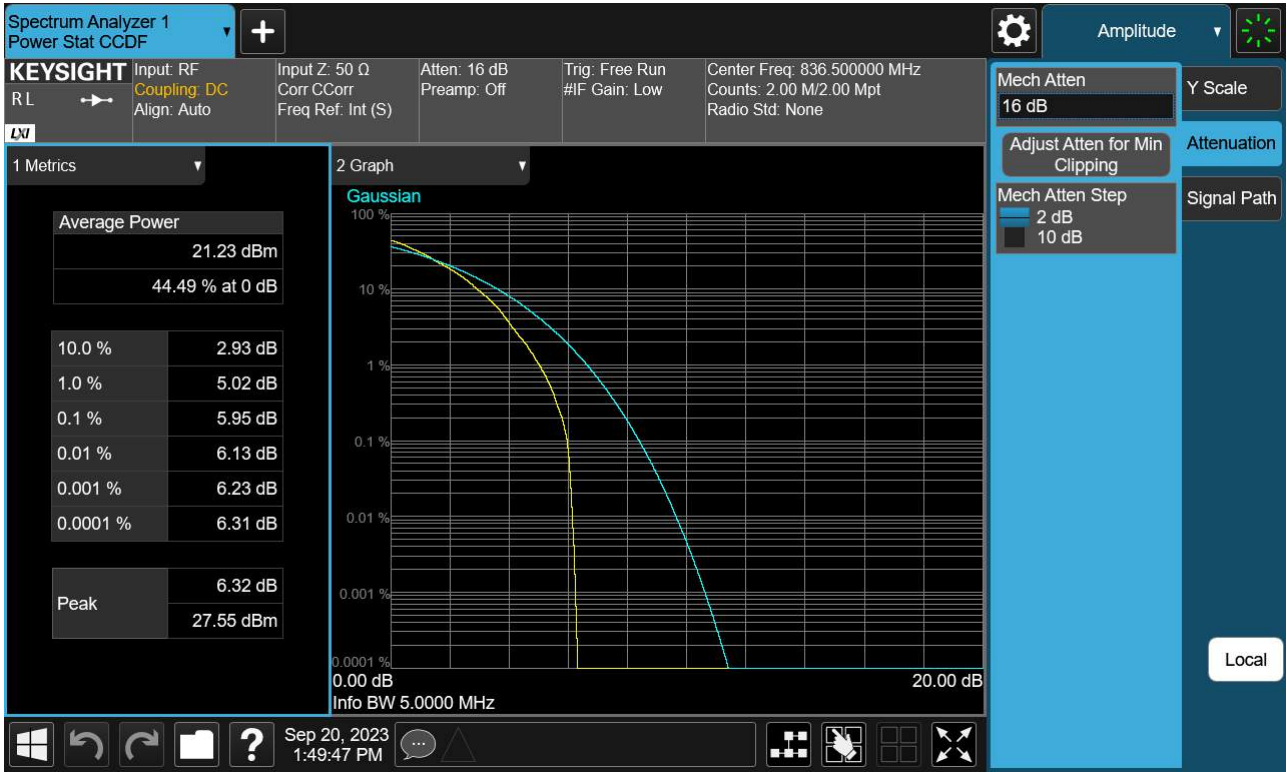 Spectrum Analyzer 1
Power Stat CCDF
Amplitude
KEYSIGHT
R L
LXI
Input: RF
Coupling: DC
Align: Auto
Input Z: 50 Ω
Corr CCorr
Freq Ref: Int (S)
Atten: 16 dB
Preamp: Off
Trig: Free Run
#IF Gain: Low
Center Freq: 836.500000 MHz
Counts: 2.00 M/2.00 Mpt
Radio Std: None
1 Metrics
Average Power
21.23 dBm
44.49 % at 0 dB
10.0 % 2.93 dB
1.0 % 5.02 dB
0.1 % 5.95 dB
0.01 % 6.13 dB
0.001 % 6.23 dB
0.0001 % 6.31 dB
Peak
6.32 dB
27.55 dBm
2 Graph
Gaussian
100 %
10 %
1 %
0.1 %
0.01 %
0.001 %
0.0001 %
0.00 dB 20.00 dB
Info BW 5.0000 MHz
Mech Atten
16 dB
Adjust Atten for Min
Clipping
Mech Atten Step
2 dB
10 dB
Y Scale
Attenuation
Signal Path
Local
?
Sep 20, 2023
1:49:47 PM